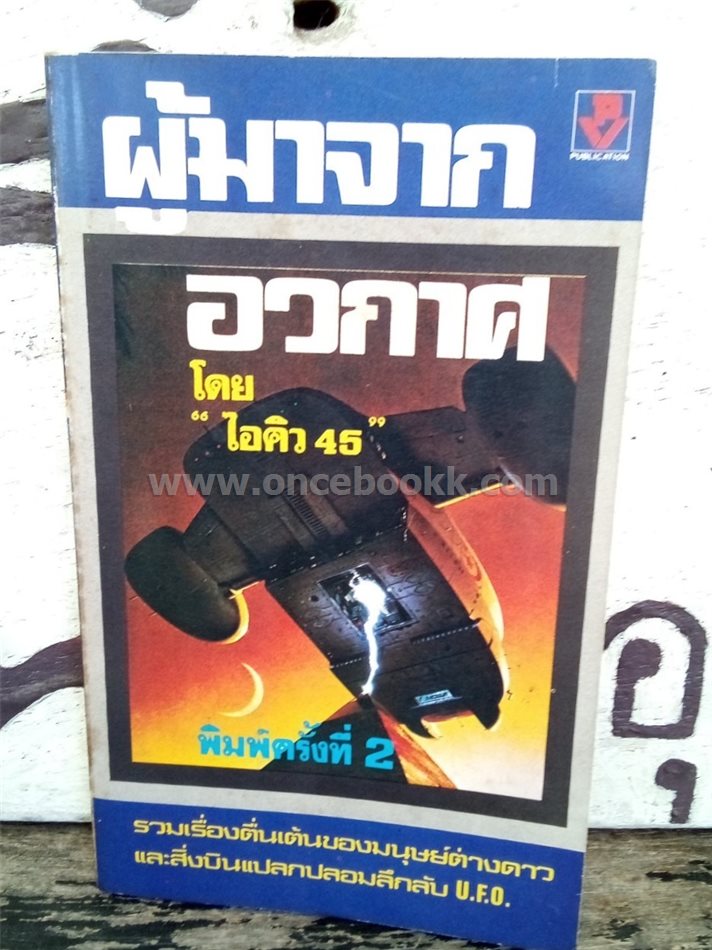 ผู้มาจาก
PV
PUBLICATION
อวกาศ
โดย
“ไอคิว 45”
www.oncebookk.com
พิมพ์ครั้งที่ 2
รวมเรื่องตื่นเต้นของมนุษย์ต่างดาว
และสิ่งบินแปลกปลอมลึกลับ U.F.O.